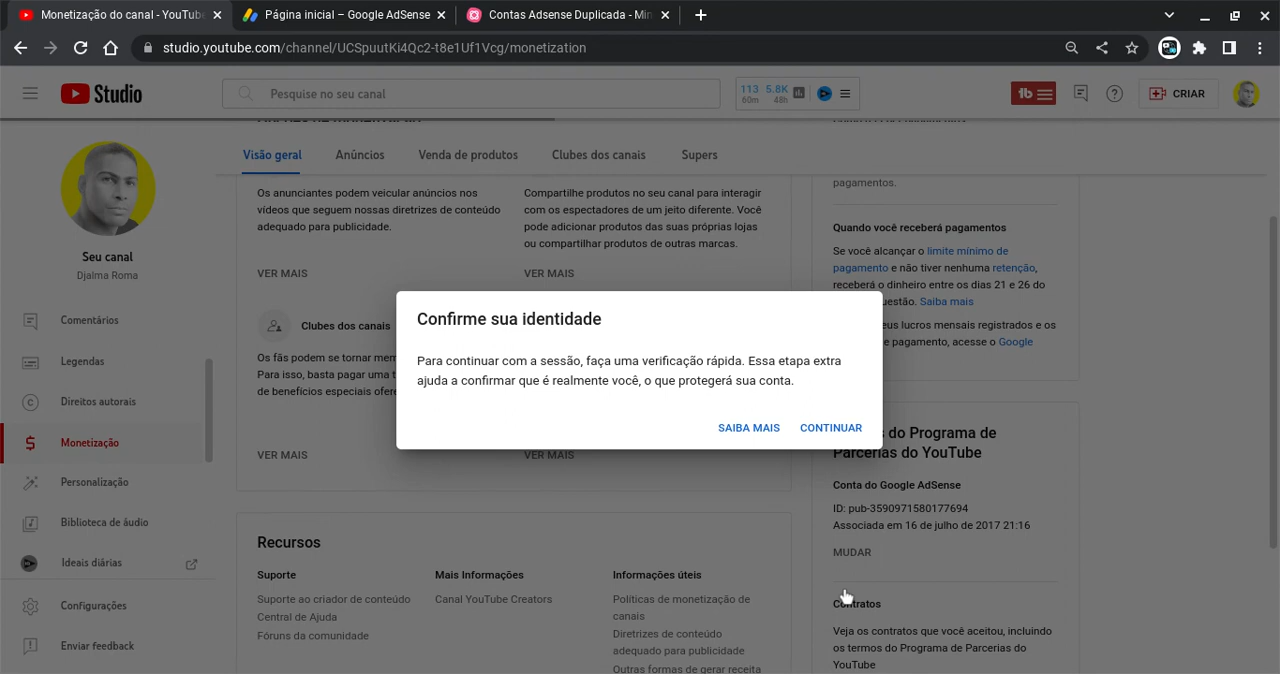 Monetização do canal - YouTube
Página inicial – Google AdSense
Contas Adsense Duplicada - Min
studio.youtube.com/channel/UCSpuutKi4Qc2-t8e1Uf1Vcg/monetization
Studio
Pesquise no seu canal
113 5.8K
60m 48h
CRIAR
Visão geral
Anúncios
Venda de produtos
Clubes dos canais
Supers
Seu canal
Djalma Roma
Comentários
Legendas
Direitos autorais
Monetização
Personalização
Biblioteca de áudio
Ideais diárias
Configurações
Enviar feedback
Os anunciantes podem veicular anúncios nos
vídeos que seguem nossas diretrizes de conteúdo
adequado para publicidade.
VER MAIS
Compartilhe produtos no seu canal para interagir
com os espectadores de um jeito diferente. Você
pode adicionar produtos das suas próprias lojas
ou compartilhar produtos de outras marcas.
VER MAIS
Clubes dos canais
Os fãs podem se tornar
Para isso, basta pagar uma
de benefícios especiais
VER MAIS
VER MAIS
Confirme sua identidade
Para continuar com a sessão, faça uma verificação rápida. Essa etapa extra
ajuda a confirmar que é realmente você, o que protegerá sua conta.
SAIBA MAIS
CONTINUAR
Recursos
Suporte
Suporte ao criador de conteúdo
Central de Ajuda
Fóruns da comunidade
Mais Informações
Canal YouTube Creators
Informações úteis
Políticas de monetização de
canais
Diretrizes de conteúdo
adequado para publicidade
Outras formas de gerar receita
pagamentos.
Quando você receberá pagamentos
Se você alcançar o limite mínimo de
pagamento e não tiver nenhuma retenção,
receberá o dinheiro entre os dias 21 e 26 do
Saiba mais
lucros mensais registrados e os
pagamento, acesse o Google
do Programa de
Parcerias do YouTube
Conta do Google AdSense
ID: pub-3590971580177694
Associada em 16 de julho de 2017 21:16
MUDAR
Contratos
Veja os contratos que você aceitou, incluindo
os termos do Programa de Parcerias do
YouTube